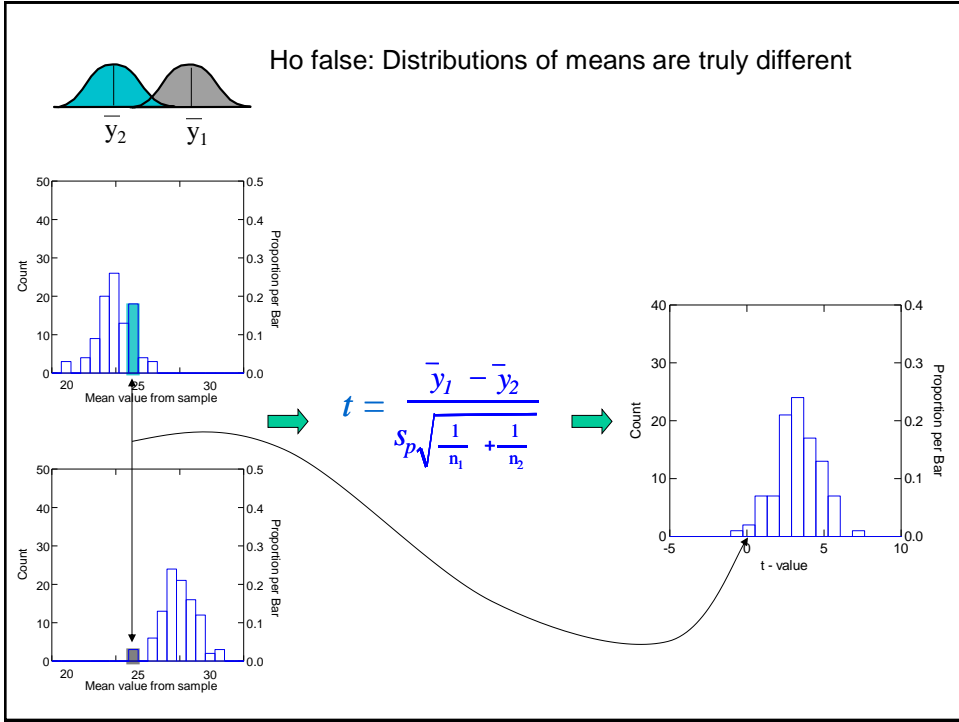 Ho false: Distributions of means are truly different
y̅2 y̅1
50 0.5
40 0.4
30 0.3
20 0.2
10 0.1
0 0.0
Count
Proportion per Bar
20 25 30
Mean value from sample
t = (y̅1 − y̅2) / (sp√(1/n1 + 1/n2))
50 0.5
40 0.4
30 0.3
20 0.2
10 0.1
0 0.0
Count
Proportion per Bar
20 25 30
Mean value from sample
40 0.4
30 0.3
20 0.2
10 0.1
0 0.0
Count
Proportion per Bar
-5 0 5 10
t - value